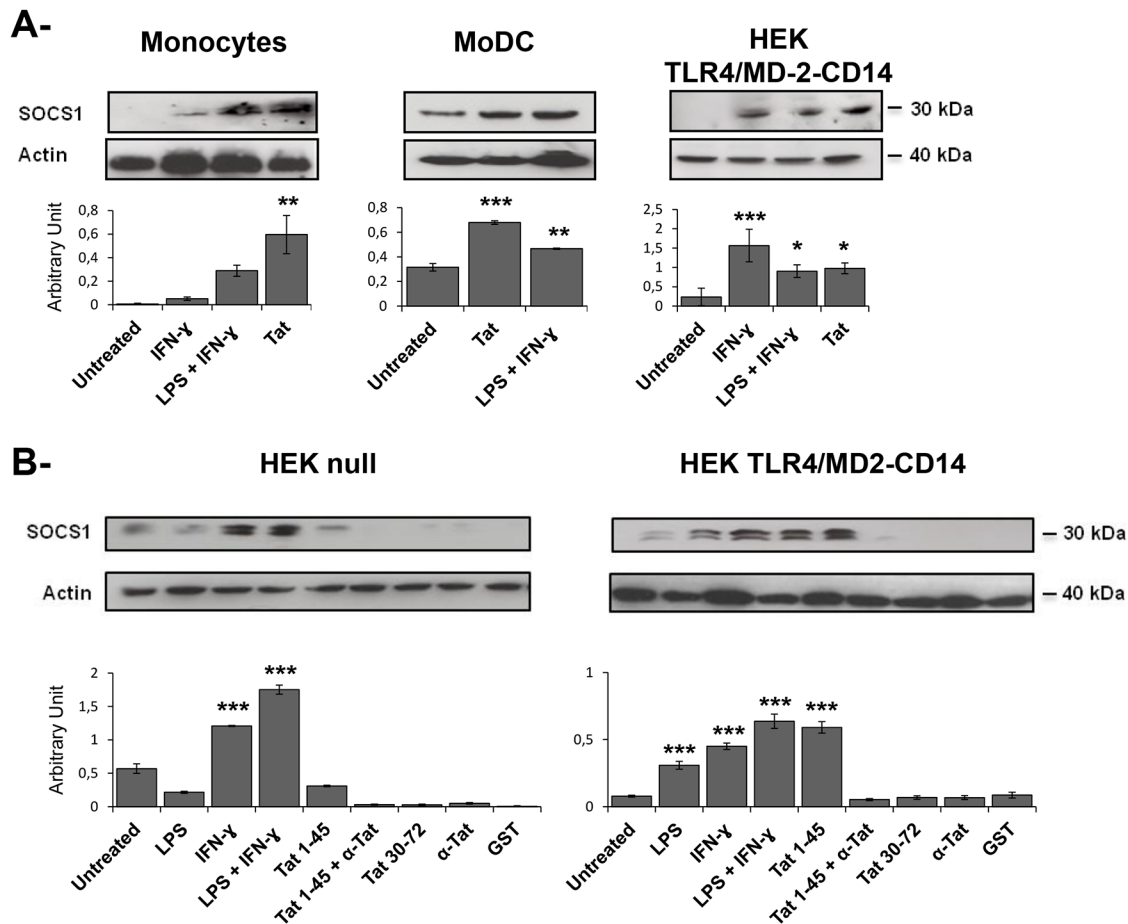 A-
Monocytes
MoDC
HEK
TLR4/MD-2-CD14
SOCS1
– 30 kDa
Actin
– 40 kDa
Arbitrary Unit
0,8
0,6
0,4
0,2
0
**
Untreated
IFN-ɣ
LPS + IFN-ɣ
Tat
0,8
0,6
0,4
0,2
0
***
**
Untreated
Tat
LPS + IFN-ɣ
2,5
2
1,5
1
0,5
0
***
*
*
Untreated
IFN-ɣ
LPS + IFN-ɣ
Tat
B-
HEK null
HEK TLR4/MD2-CD14
SOCS1
– 30 kDa
Actin
– 40 kDa
Arbitrary Unit
2
1,5
1
0,5
0
***
***
Untreated
LPS
IFN-ɣ
LPS + IFN-ɣ
Tat 1-45
Tat 1-45 + α-Tat
Tat 30-72
α-Tat
GST
1
0,5
0
***
***
***
***
Untreated
LPS
IFN-ɣ
LPS + IFN-ɣ
Tat 1-45
Tat 1-45 + α-Tat
Tat 30-72
α-Tat
GST